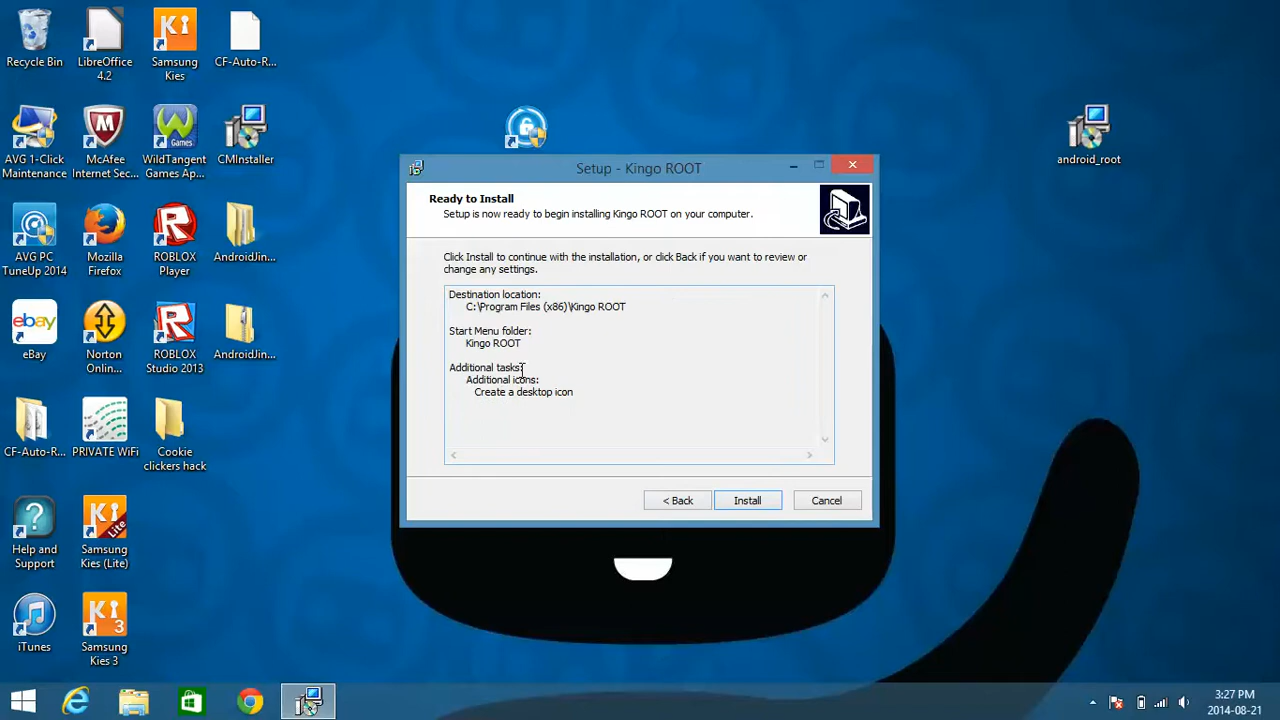 Recycle Bin
LibreOffice
4.2
Samsung
Kies
CF-Auto-R...
AVG 1-Click
Maintenance
McAfee
Internet Sec...
WildTangent
Games Ap...
CMInstaller
AVG PC
TuneUp 2014
Mozilla
Firefox
ROBLOX
Player
AndroidJin...
eBay
Norton
Online
ROBLOX
Studio 2013
AndroidJin...
CF-Auto-R...
PRIVATE WiFi
Cookie
clickers hack
Help and
Support
Samsung
Kies (Lite)
iTunes
Samsung
Kies 3
android_root
Setup - Kingo ROOT
Ready to Install
Setup is now ready to begin installing Kingo ROOT on your computer.
Click Install to continue with the installation, or click Back if you want to review or
change any settings.
Destination location:
C:\Program Files (x86)\Kingo ROOT
Start Menu folder:
Kingo ROOT
Additional tasks:
Additional icons:
Create a desktop icon
< Back
Install
Cancel
3:27 PM
2014-08-21